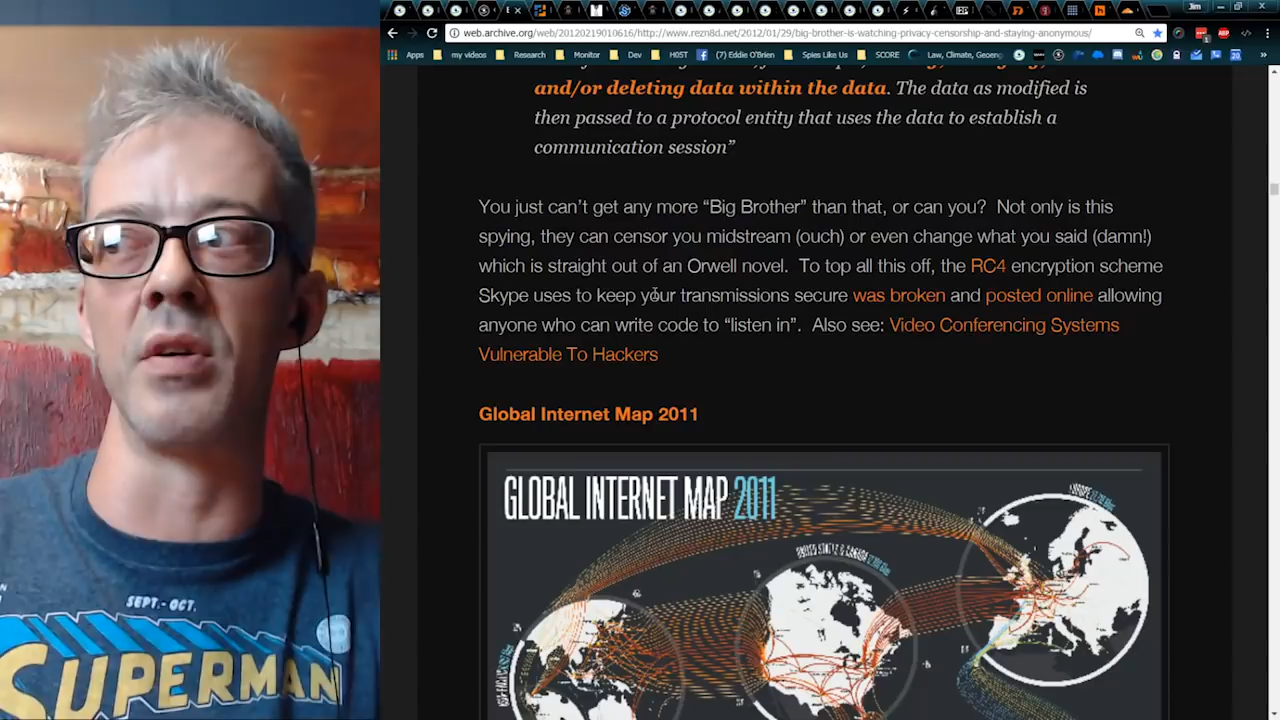 Jim
web.archive.org/web/20120219010616/http://www.rezn8d.net/2012/01/29/big-brother-is-watching-privacy-censorship-and-staying-anonymous/
Apps my videos Research Monitor Dev H0ST (7) Eddie O'Brien Spies Like Us SCORE Law, Climate, Geoeng
and/or deleting data within the data. The data as modified is
then passed to a protocol entity that uses the data to establish a
communication session”
You just can’t get any more “Big Brother” than that, or can you? Not only is this
spying, they can censor you midstream (ouch) or even change what you said (damn!)
which is straight out of an Orwell novel. To top all this off, the RC4 encryption scheme
Skype uses to keep your transmissions secure was broken and posted online allowing
anyone who can write code to “listen in”. Also see: Video Conferencing Systems
Vulnerable To Hackers
Global Internet Map 2011
GLOBAL INTERNET MAP 2011
EUROPE
UNITED STATES & CANADA
SEPT.-OCT.
SUPERMAN